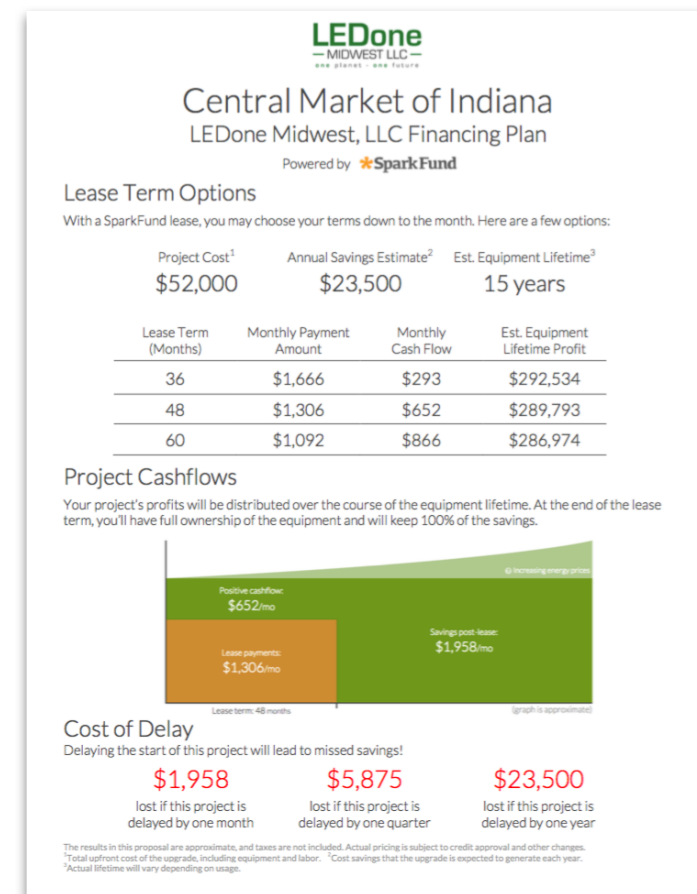 LEDone
MIDWEST LLC
one planet - one future
Central Market of Indiana
LEDone Midwest, LLC Financing Plan
Powered by SparkFund
Lease Term Options
With a SparkFund lease, you may choose your terms down to the month. Here are a few options:
Project Cost¹ Annual Savings Estimate² Est. Equipment Lifetime³
$52,000 $23,500 15 years
Lease Term Monthly Payment Monthly Est. Equipment
(Months) Amount Cash Flow Lifetime Profit
36 $1,666 $293 $292,534
48 $1,306 $652 $289,793
60 $1,092 $866 $286,974
Project Cashflows
Your project's profits will be distributed over the course of the equipment lifetime. At the end of the lease
term, you'll have full ownership of the equipment and will keep 100% of the savings.
increasing energy prices
Positive cashflow:
$652/mo
Savings post-lease:
$1,958/mo
Lease payments:
$1,306/mo
Lease term: 48 months (graph is approximate)
Cost of Delay
Delaying the start of this project will lead to missed savings!
$1,958 $5,875 $23,500
lost if this project is lost if this project is lost if this project is
delayed by one month delayed by one quarter delayed by one year
The results in this proposal are approximate, and taxes are not included. Actual pricing is subject to credit approval and other changes.
¹Total upfront cost of the upgrade, including equipment and labor. ²Cost savings that the upgrade is expected to generate each year.
³Actual lifetime will vary depending on usage.